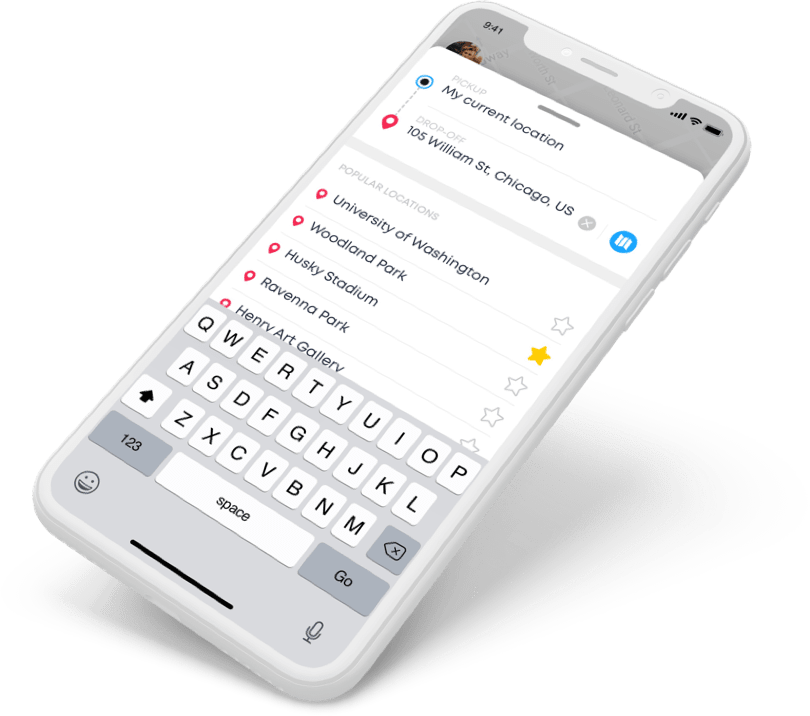 9:41
PICKUP
My current location
DROP-OFF
105 William St, Chicago, US
POPULAR LOCATIONS
University of Washington
Woodland Park
Husky Stadium
Ravenna Park
Henry Art Gallery
Q W E R T Y U I O P
A S D F G H J K L
Z X C V B N M
123
space
Go